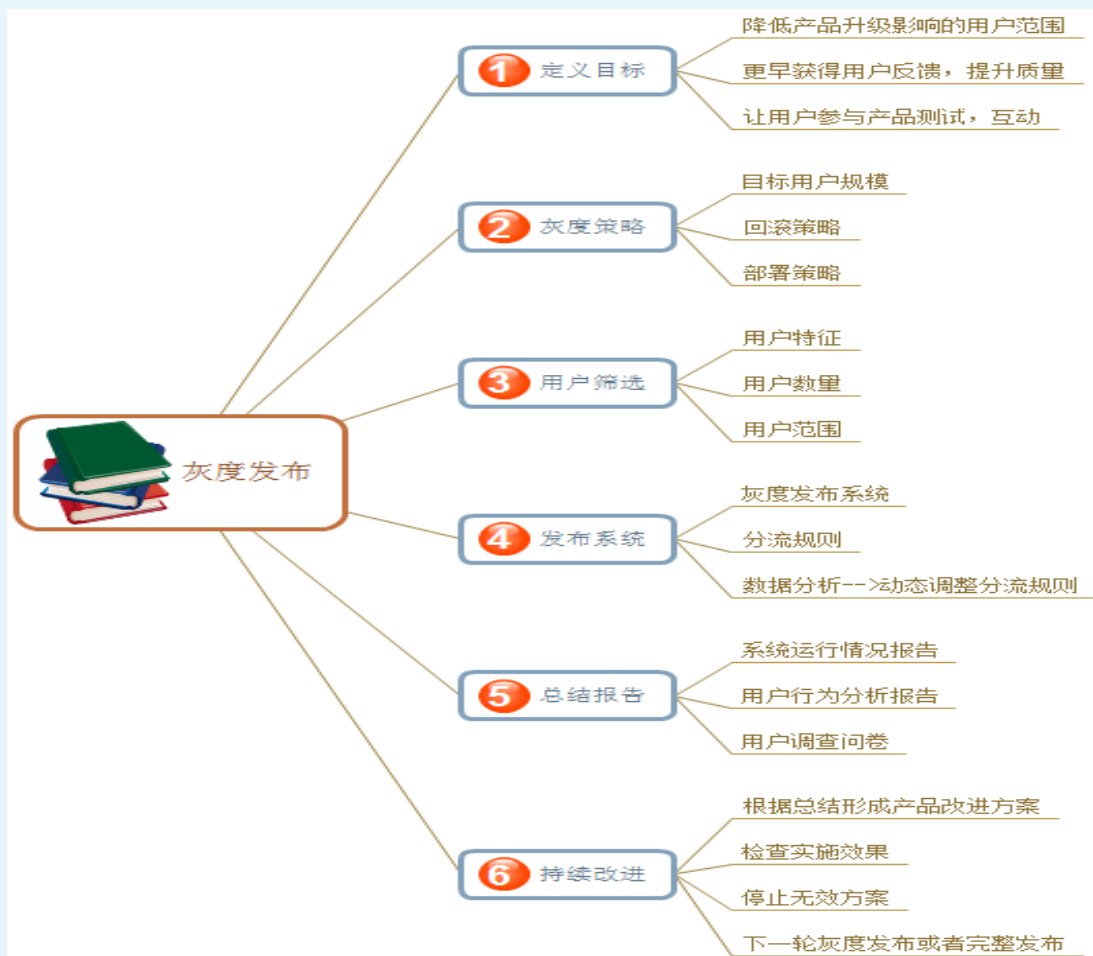 灰度发布
1 定义目标
降低产品升级影响的用户范围
更早获得用户反馈，提升质量
让用户参与产品测试，互动
2 灰度策略
目标用户规模
回滚策略
部署策略
3 用户筛选
用户特征
用户数量
用户范围
4 发布系统
灰度发布系统
分流规则
数据分析-->动态调整分流规则
5 总结报告
系统运行情况报告
用户行为分析报告
用户调查问卷
6 持续改进
根据总结形成产品改进方案
检查实施效果
停止无效方案
下一轮灰度发布或者完整发布